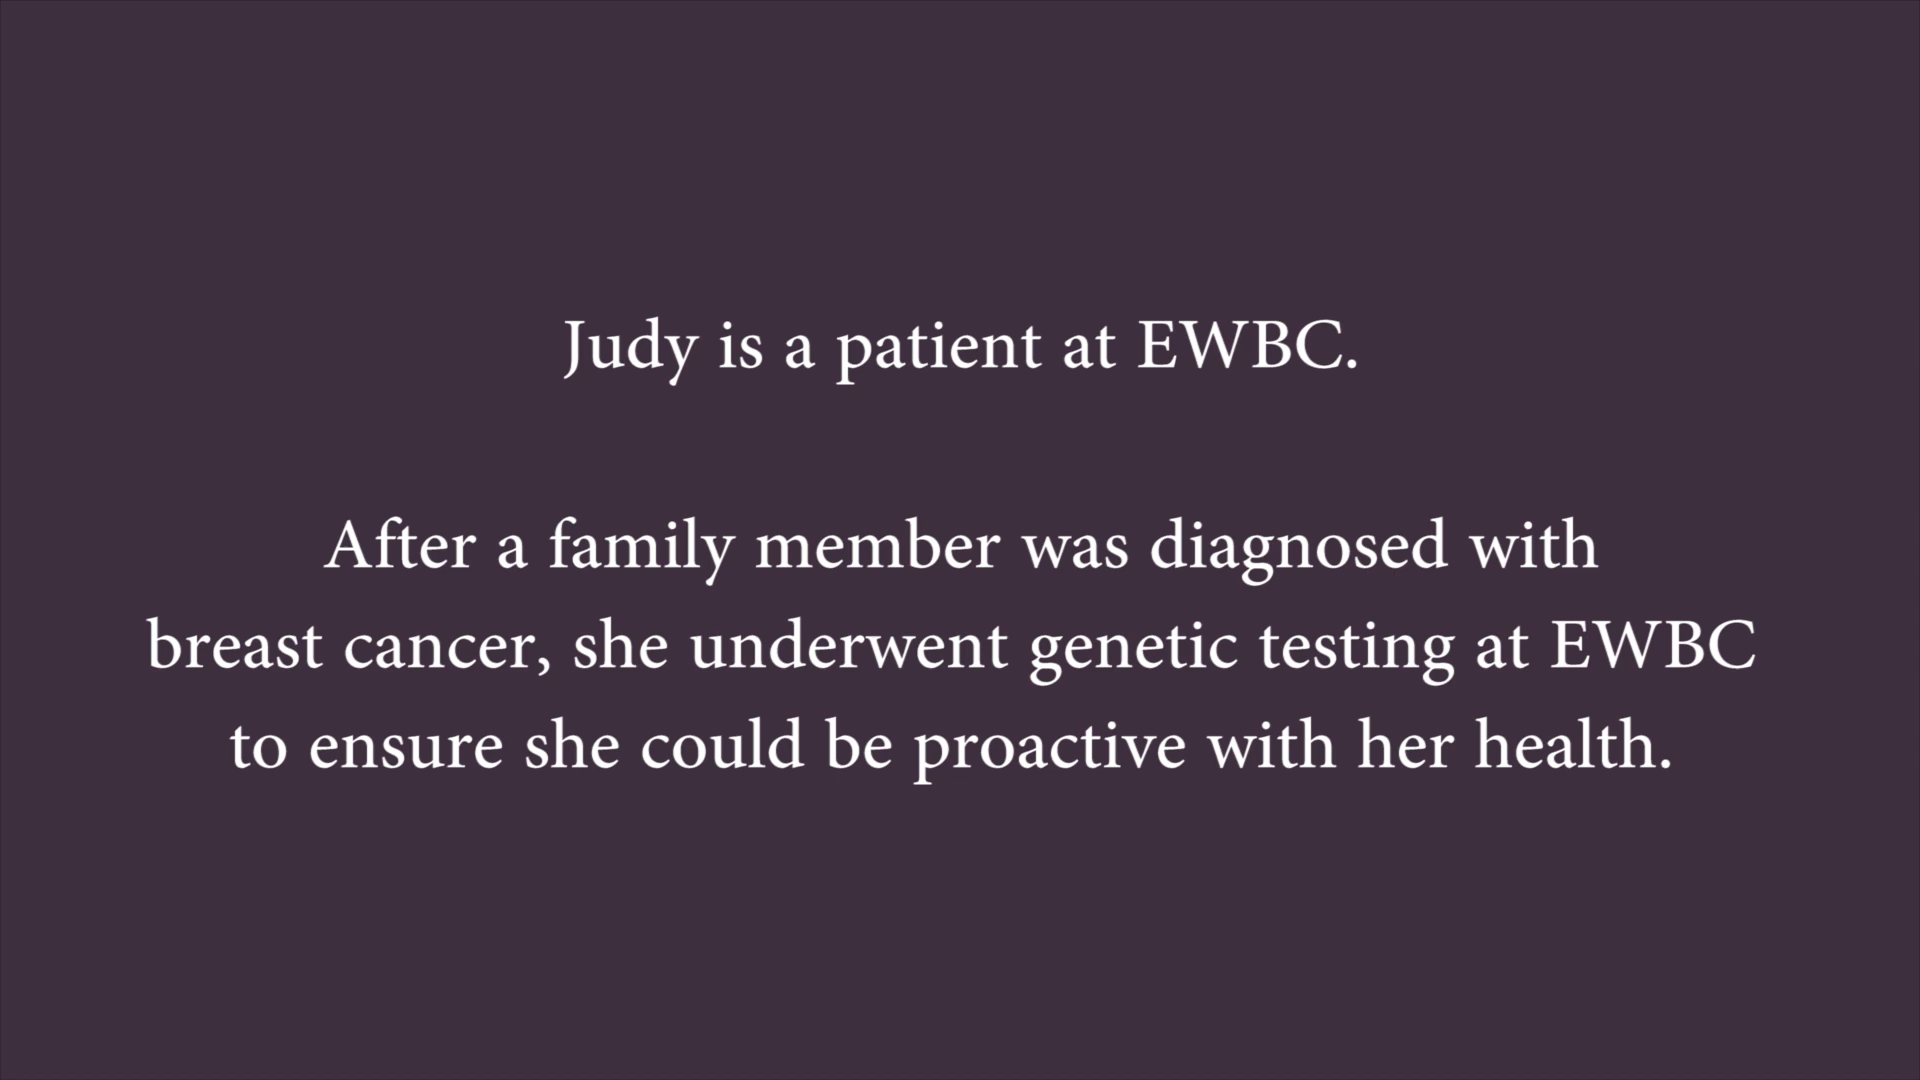 Judy is a patient at EWBC.
After a family member was diagnosed with
breast cancer, she underwent genetic testing at EWBC
to ensure she could be proactive with her health.